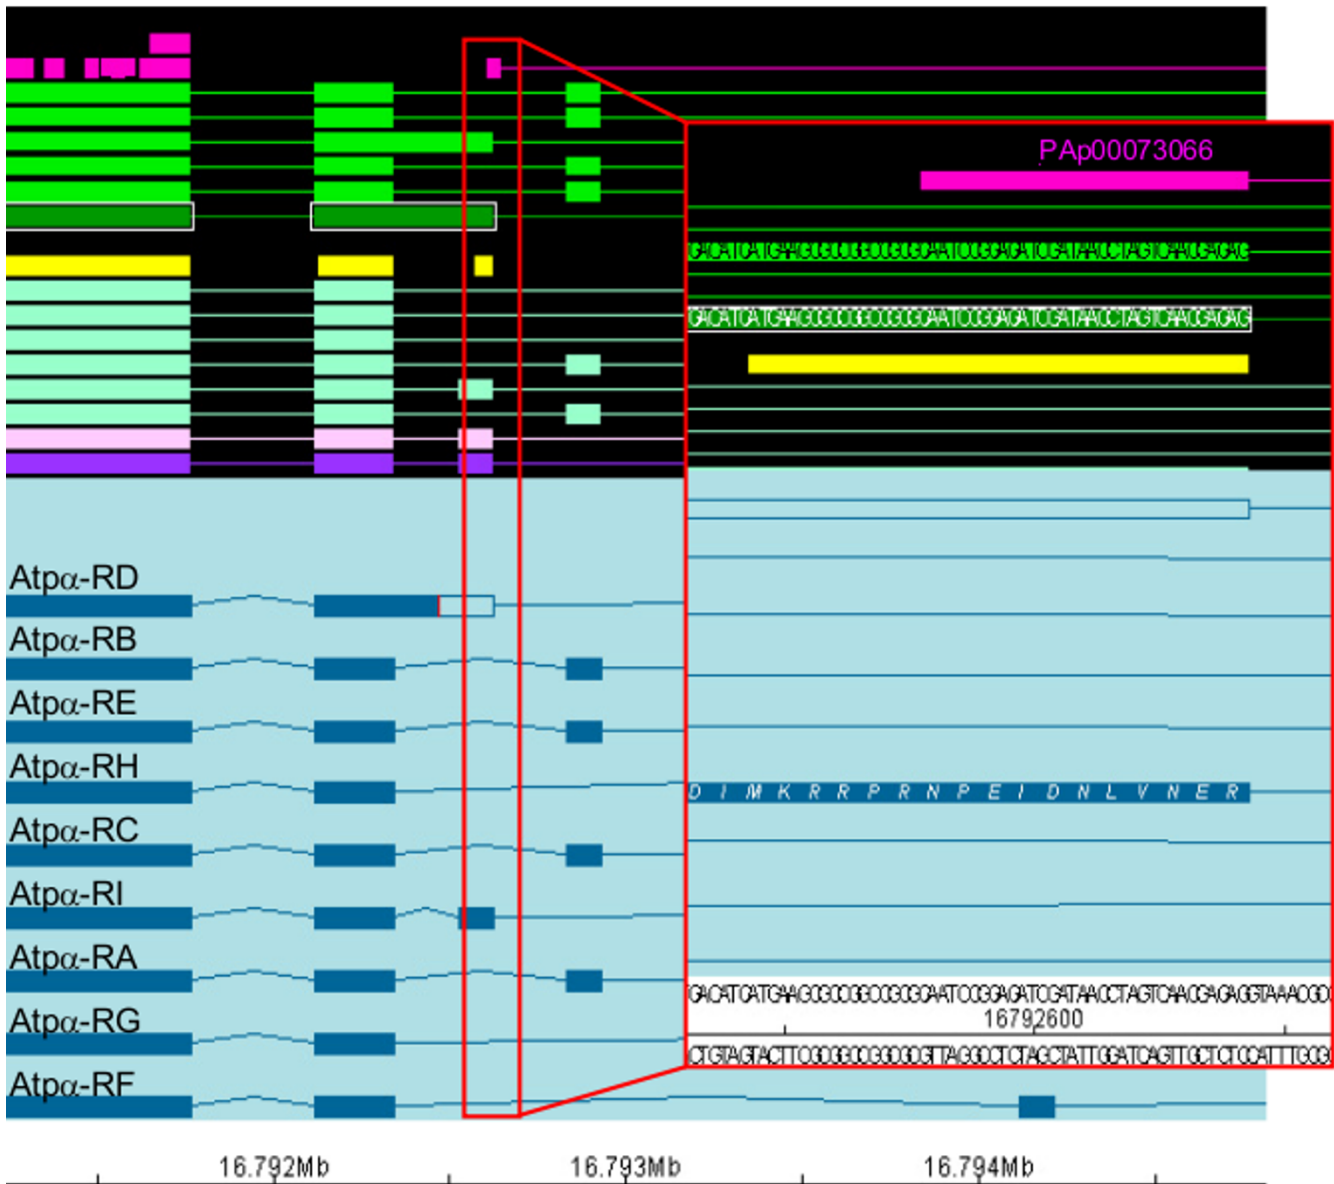 PAp00073066
Atpα-RD
Atpα-RB
Atpα-RE
Atpα-RH
D I M K R R P R N P E I D N L V N E R
Atpα-RC
Atpα-RI
Atpα-RA
Atpα-RG
16792600
Atpα-RF
16.792Mb 16.793Mb 16.794Mb